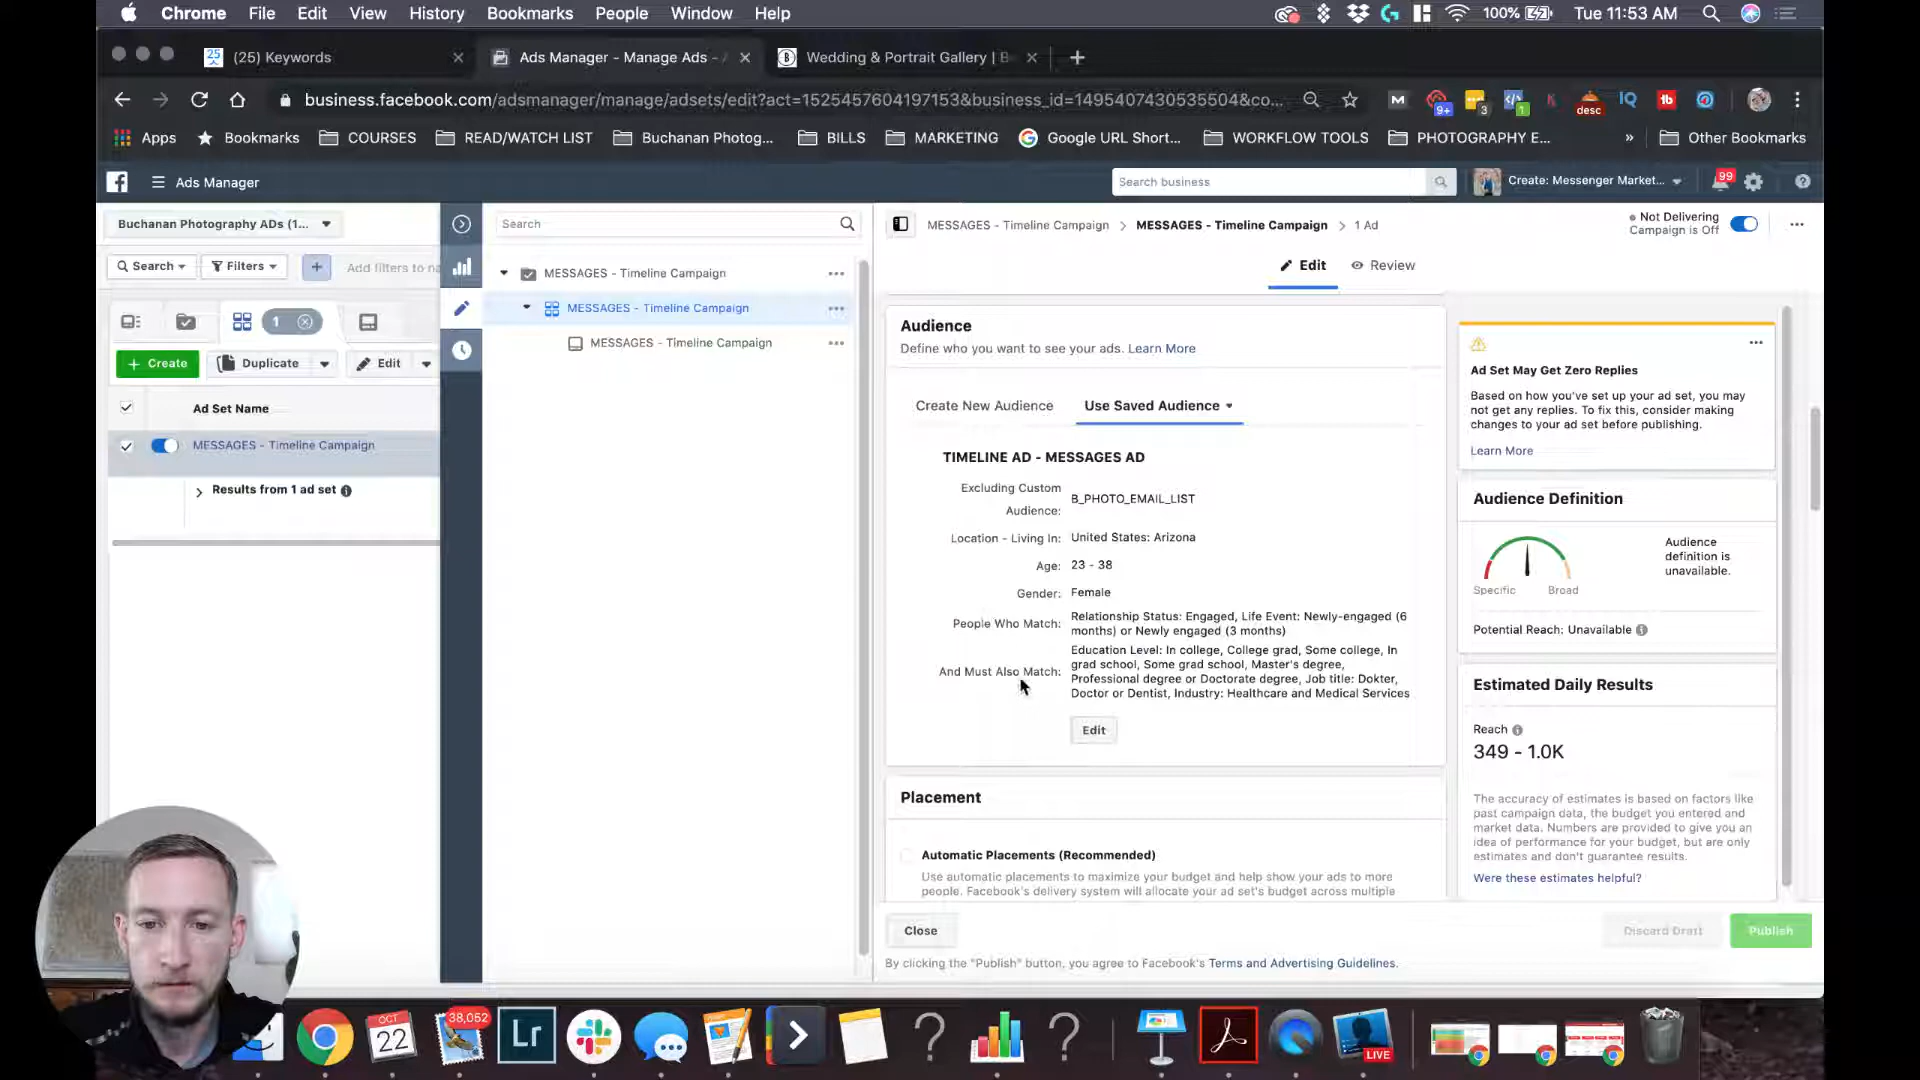 Chrome File Edit View History Bookmarks People Window Help 100% Tue 11:53 AM
(25) Keywords
Ads Manager - Manage Ads -
Wedding & Portrait Gallery | B
business.facebook.com/adsmanager/manage/adsets/edit?act=1525457604197153&business_id=1495407430535504&co...
9+ 3 1 desc IQ
Apps Bookmarks COURSES READ/WATCH LIST Buchanan Photog... BILLS MARKETING Google URL Short... WORKFLOW TOOLS PHOTOGRAPHY E... » Other Bookmarks
Ads Manager
Search business
Create: Messenger Market...
99
Buchanan Photography ADs (1...
Search
Filters
+
Add filters to na
1
+ Create
Duplicate
Edit
Ad Set Name
MESSAGES - Timeline Campaign
Results from 1 ad set
Search
MESSAGES - Timeline Campaign
MESSAGES - Timeline Campaign
MESSAGES - Timeline Campaign
MESSAGES - Timeline Campaign > MESSAGES - Timeline Campaign > 1 Ad
Not Delivering
Campaign is Off
Edit
Review
Audience
Define who you want to see your ads. Learn More
Create New Audience
Use Saved Audience
TIMELINE AD - MESSAGES AD
Excluding Custom Audience: B_PHOTO_EMAIL_LIST
Location - Living In: United States: Arizona
Age: 23 - 38
Gender: Female
People Who Match: Relationship Status: Engaged, Life Event: Newly-engaged (6
months) or Newly engaged (3 months)
And Must Also Match: Education Level: In college, College grad, Some college, In
grad school, Some grad school, Master's degree,
Professional degree or Doctorate degree, Job title: Dokter,
Doctor or Dentist, Industry: Healthcare and Medical Services
Edit
Placement
Automatic Placements (Recommended)
Use automatic placements to maximize your budget and help show your ads to more
people. Facebook's delivery system will allocate your ad set's budget across multiple
Ad Set May Get Zero Replies
Based on how you've set up your ad set, you may
not get any replies. To fix this, consider making
changes to your ad set before publishing.
Learn More
Audience Definition
Specific Broad
Audience
definition is
unavailable.
Potential Reach: Unavailable
Estimated Daily Results
Reach
349 - 1.0K
The accuracy of estimates is based on factors like
past campaign data, the budget you entered and
market data. Numbers are provided to give you an
idea of performance for your budget, but are only
estimates and don't guarantee results.
Were these estimates helpful?
Close
Discard Draft
Publish
By clicking the "Publish" button, you agree to Facebook's Terms and Advertising Guidelines.
OCT
22
38,052
Lr
LIVE